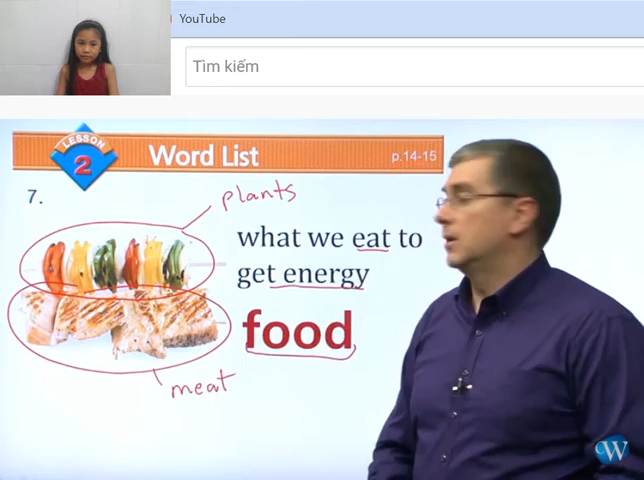 YouTube
Tìm kiếm
LESSON
2
Word List
p.14-15
7.
plants
what we eat to
get energy
food
meat
W